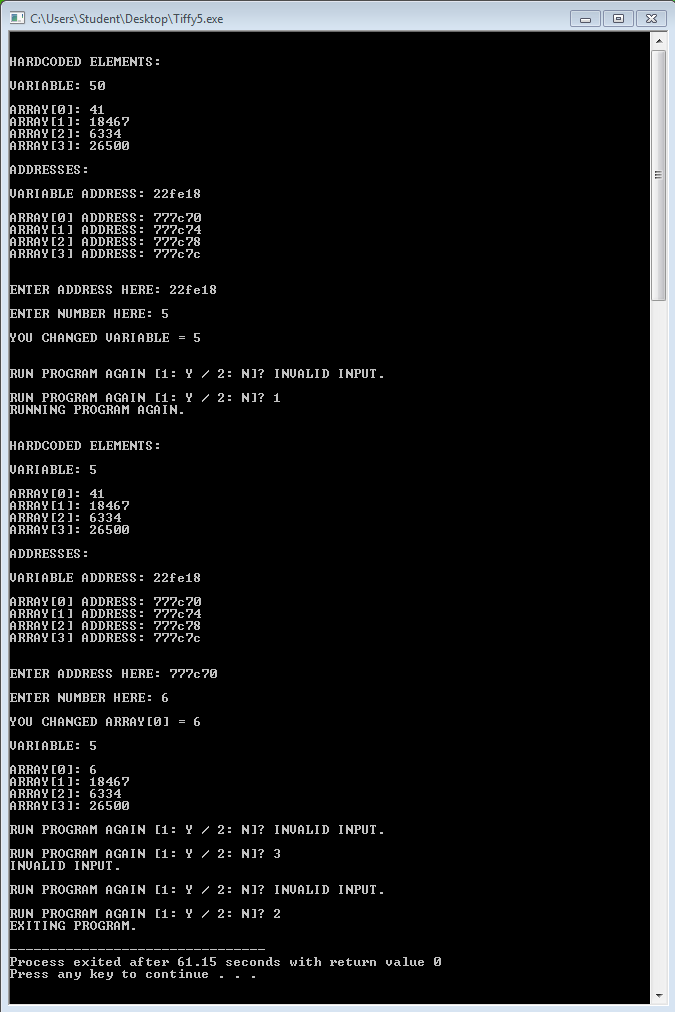 C:\Users\Student\Desktop\Tiffy5.exe
HARDCODED ELEMENTS:
VARIABLE: 50
ARRAY[0]: 41
ARRAY[1]: 18467
ARRAY[2]: 6334
ARRAY[3]: 26500
ADDRESSES:
VARIABLE ADDRESS: 22fe18
ARRAY[0] ADDRESS: 777c70
ARRAY[1] ADDRESS: 777c74
ARRAY[2] ADDRESS: 777c78
ARRAY[3] ADDRESS: 777c7c
ENTER ADDRESS HERE: 22fe18
ENTER NUMBER HERE: 5
YOU CHANGED VARIABLE = 5
RUN PROGRAM AGAIN [1: Y / 2: N]? INVALID INPUT.
RUN PROGRAM AGAIN [1: Y / 2: N]? 1
RUNNING PROGRAM AGAIN.
HARDCODED ELEMENTS:
VARIABLE: 5
ARRAY[0]: 41
ARRAY[1]: 18467
ARRAY[2]: 6334
ARRAY[3]: 26500
ADDRESSES:
VARIABLE ADDRESS: 22fe18
ARRAY[0] ADDRESS: 777c70
ARRAY[1] ADDRESS: 777c74
ARRAY[2] ADDRESS: 777c78
ARRAY[3] ADDRESS: 777c7c
ENTER ADDRESS HERE: 777c70
ENTER NUMBER HERE: 6
YOU CHANGED ARRAY[0] = 6
VARIABLE: 5
ARRAY[0]: 6
ARRAY[1]: 18467
ARRAY[2]: 6334
ARRAY[3]: 26500
RUN PROGRAM AGAIN [1: Y / 2: N]? INVALID INPUT.
RUN PROGRAM AGAIN [1: Y / 2: N]? 3
INVALID INPUT.
RUN PROGRAM AGAIN [1: Y / 2: N]? INVALID INPUT.
RUN PROGRAM AGAIN [1: Y / 2: N]? 2
EXITING PROGRAM.
--------------------------------
Process exited after 61.15 seconds with return value 0
Press any key to continue . . .